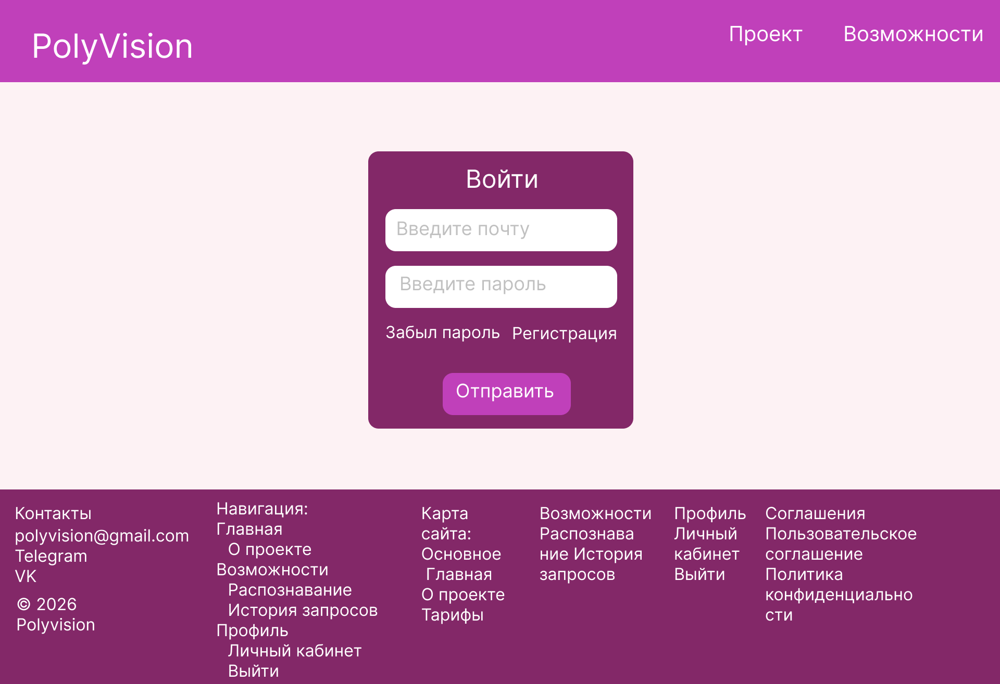 PolyVision
Проект
Возможности
Войти
Введите почту
Введите пароль
Забыл пароль
Регистрация
Отправить
Контакты
polyvision@gmail.com
Telegram
VK
© 2026
Polyvision
Навигация:
Главная
О проекте
Возможности
Распознавание
История запросов
Профиль
Личный кабинет
Выйти
Карта
сайта:
Основное
Главная
О проекте
Тарифы
Возможности
Распознава
ние История
запросов
Профиль
Личный
кабинет
Выйти
Соглашения
Пользовательское
соглашение
Политика
конфиденциально
сти